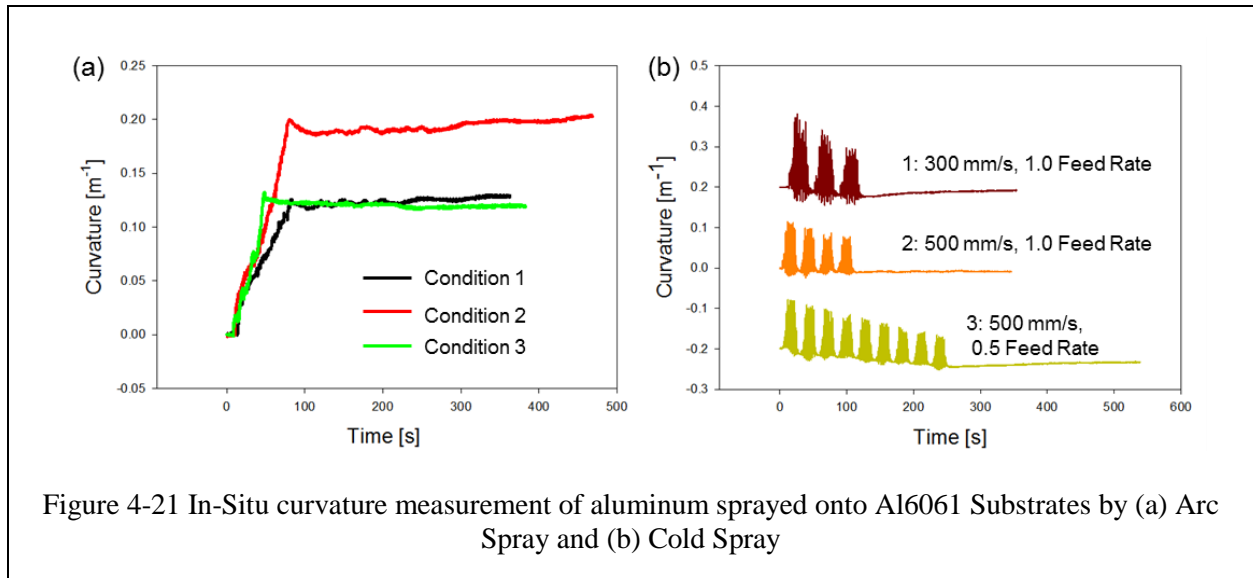 (a)
0.25
0.20
0.15
0.10
0.05
0.00
-0.05
Curvature [m-1]
Condition 1
Condition 2
Condition 3
0 100 200 300 400 500
Time [s]
(b)
0.5
0.4
0.3
0.2
0.1
0.0
-0.1
-0.2
-0.3
Curvature [m-1]
1: 300 mm/s, 1.0 Feed Rate
2: 500 mm/s, 1.0 Feed Rate
3: 500 mm/s,
0.5 Feed Rate
0 100 200 300 400 500 600
Time [s]
Figure 4-21 In-Situ curvature measurement of aluminum sprayed onto Al6061 Substrates by (a) Arc
Spray and (b) Cold Spray